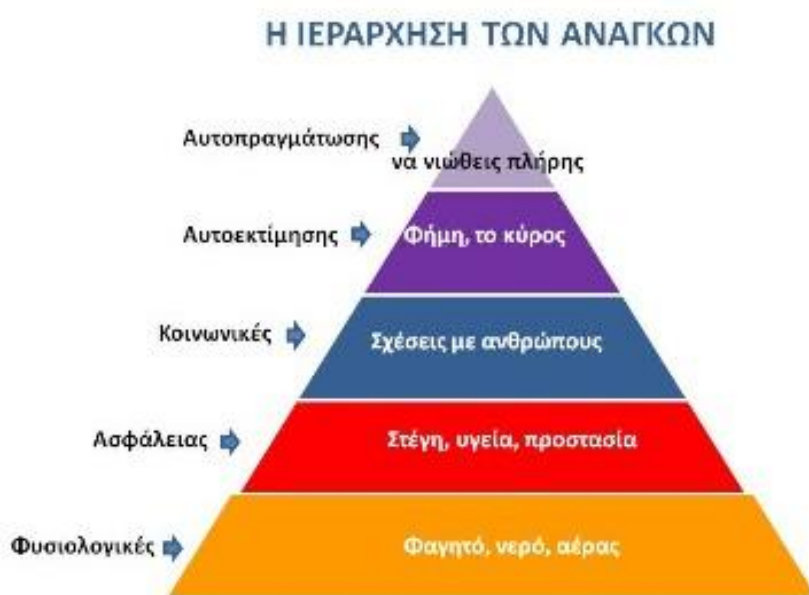 Η ΙΕΡΑΡΧΗΣΗ ΤΩΝ ΑΝΑΓΚΩΝ
Αυτοπραγμάτωσης
να νιώθεις πλήρης
Αυτοεκτίμησης
Φήμη, το κύρος
Κοινωνικές
Σχέσεις με ανθρώπους
Ασφάλειας
Στέγη, υγεία, προστασία
Φυσιολογικές
Φαγητό, νερό, αέρας